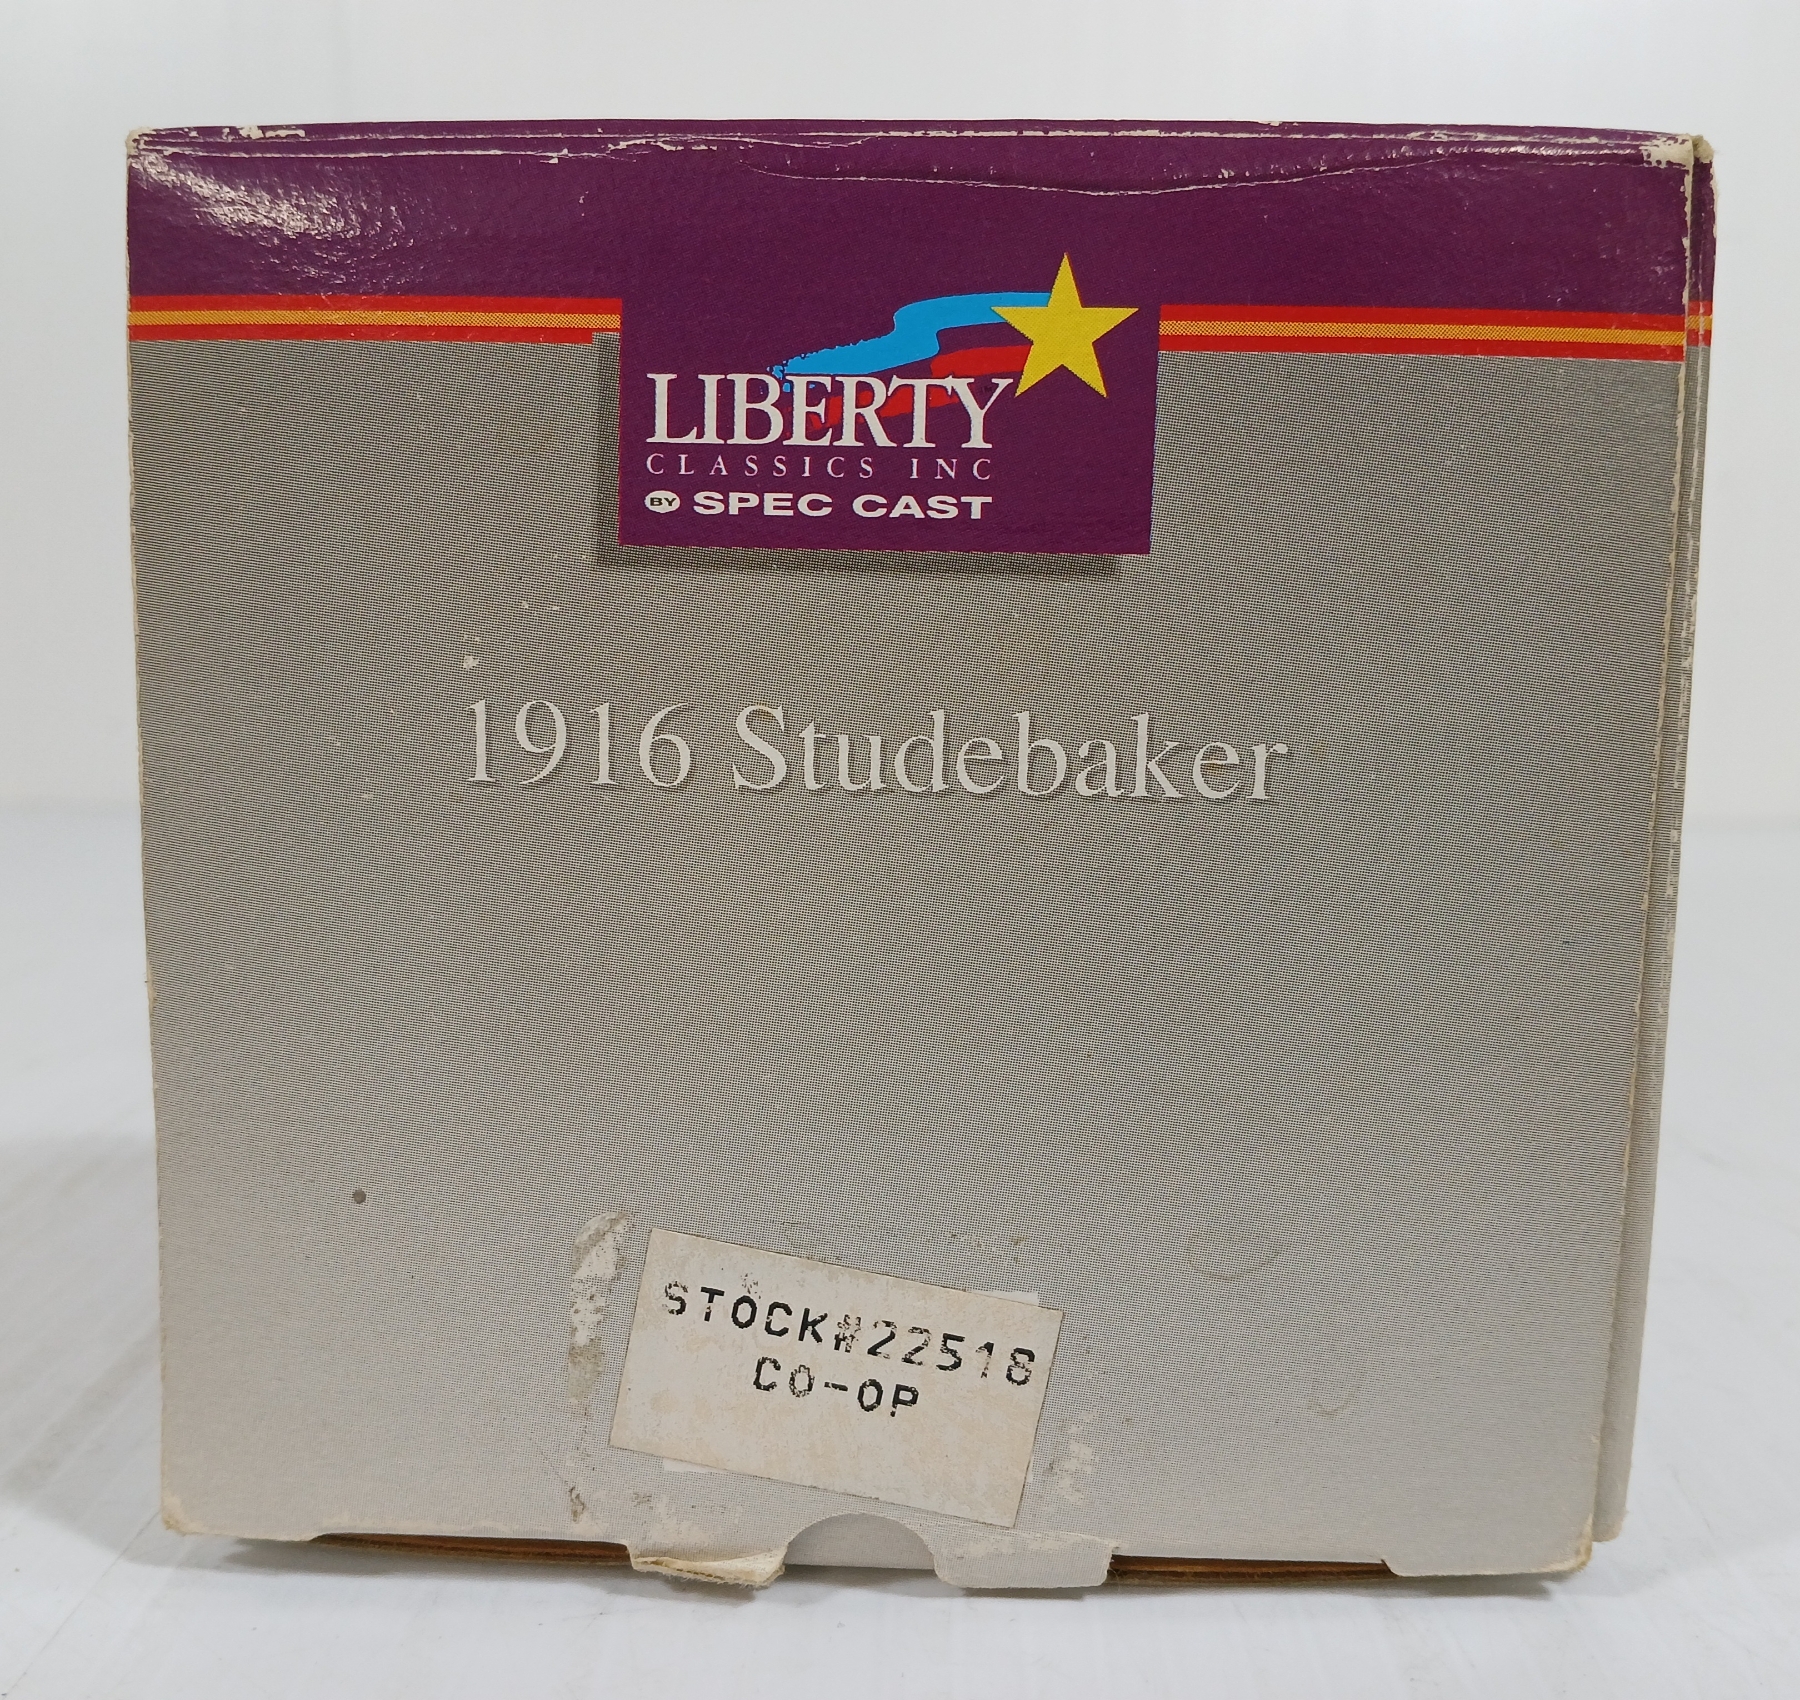 LIBERTY
CLASSICS INC
BY SPEC CAST
1916 Studebaker
STOCK#22518
CO-OP